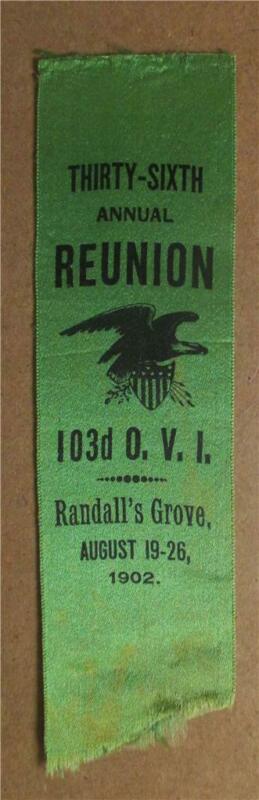 THIRTY-SIXTH
ANNUAL
REUNION
103d O. V. I.
Randall's Grove,
AUGUST 19-26,
1902.